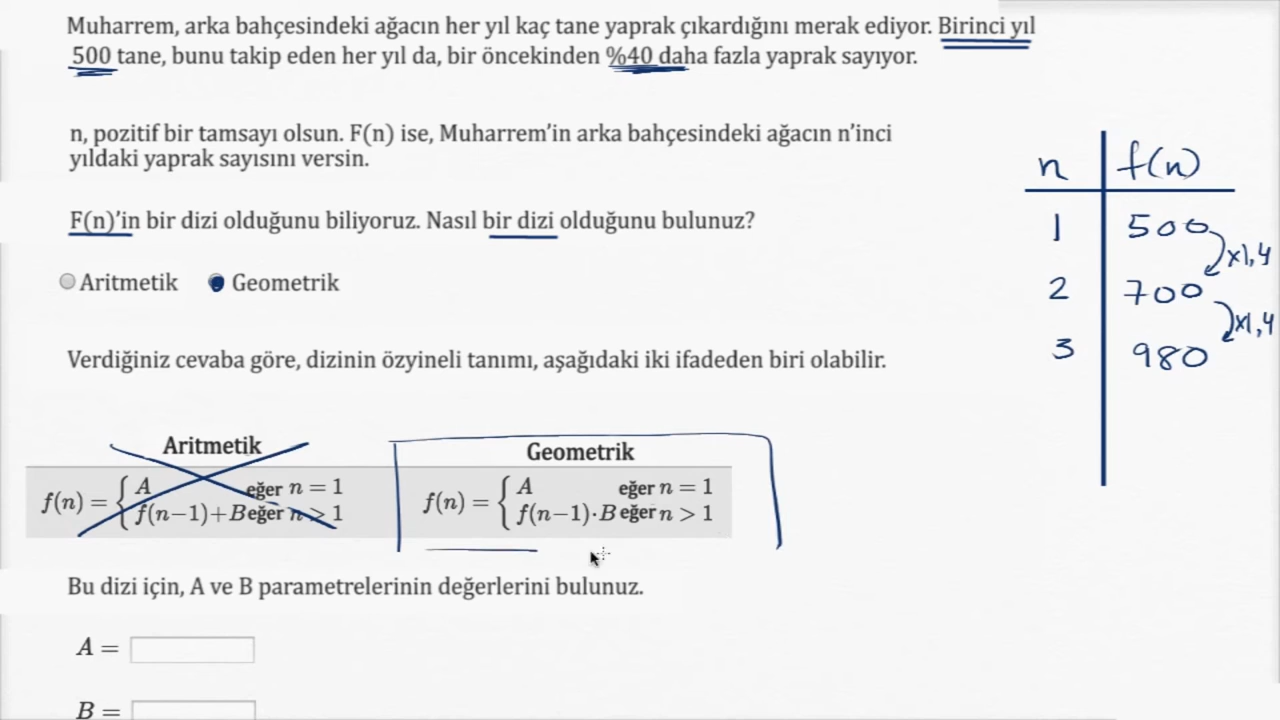 Muharrem, arka bahçesindeki ağacın her yıl kaç tane yaprak çıkardığını merak ediyor. Birinci yıl
500 tane, bunu takip eden her yıl da, bir öncekinden %40 daha fazla yaprak sayıyor.
n, pozitif bir tamsayı olsun. F(n) ise, Muharrem'in arka bahçesindeki ağacın n'inci
yıldaki yaprak sayısını versin.
F(n)'in bir dizi olduğunu biliyoruz. Nasıl bir dizi olduğunu bulunuz?
Aritmetik Geometrik
Verdiğiniz cevaba göre, dizinin özyineli tanımı, aşağıdaki iki ifadeden biri olabilir.
Aritmetik
f(n) = { A eğer n = 1
f(n−1)+B eğer n > 1
Geometrik
f(n) = { A eğer n = 1
f(n−1)·B eğer n > 1
Bu dizi için, A ve B parametrelerinin değerlerini bulunuz.
A =
B =
n f(n)
1 500
x1,4
2 700
x1,4
3 980